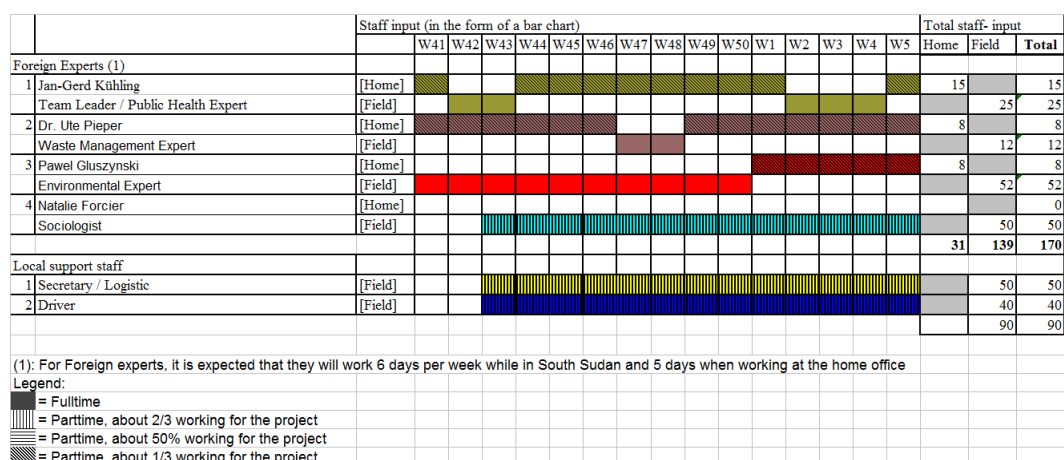 Staff input (in the form of a bar chart) Total staff- input
W41 W42 W43 W44 W45 W46 W47 W48 W49 W50 W1 W2 W3 W4 W5 Home Field Total
Foreign Experts (1)
1 Jan-Gerd Kühling [Home] 15 15
Team Leader / Public Health Expert [Field] 25 25
2 Dr. Ute Pieper [Home] 8 8
Waste Management Expert [Field] 12 12
3 Pawel Gluszynski [Home] 8 8
Environmental Expert [Field] 52 52
4 Natalie Forcier [Home] 0
Sociologist [Field] 50 50
31 139 170
Local support staff
1 Secretary / Logistic [Field] 50 50
2 Driver [Field] 40 40
90 90
(1): For Foreign experts, it is expected that they will work 6 days per week while in South Sudan and 5 days when working at the home office
Legend:
= Fulltime
= Parttime, about 2/3 working for the project
= Parttime, about 50% working for the project
= Parttime, about 1/3 working for the project